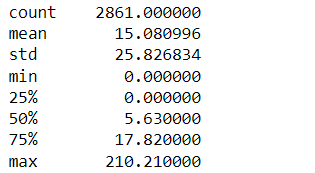 count 2861.000000
mean 15.080996
std 25.826834
min 0.000000
25% 0.000000
50% 5.630000
75% 17.820000
max 210.210000